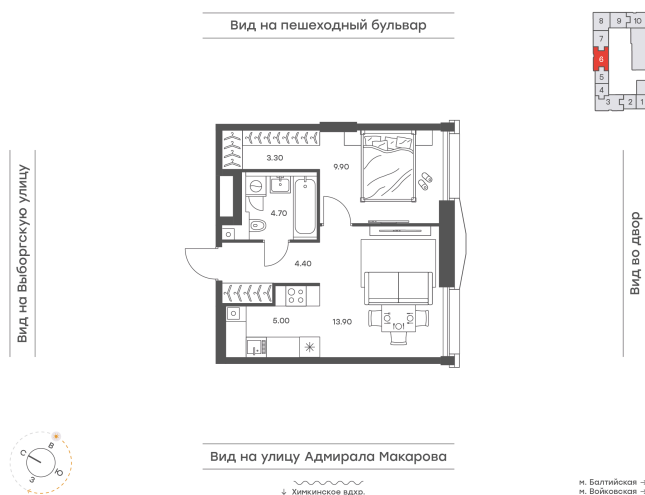 Вид на пешеходный бульвар
8 9 10
7
6
5
4
3 2 1
Вид на Выборгскую улицу
3.30
9.90
4.70
4.40
5.00
13.90
Вид во двор
С В Ю З
Вид на улицу Адмирала Макарова
↓ Химкинское вдхр.
м. Балтийская →
м. Войковская →